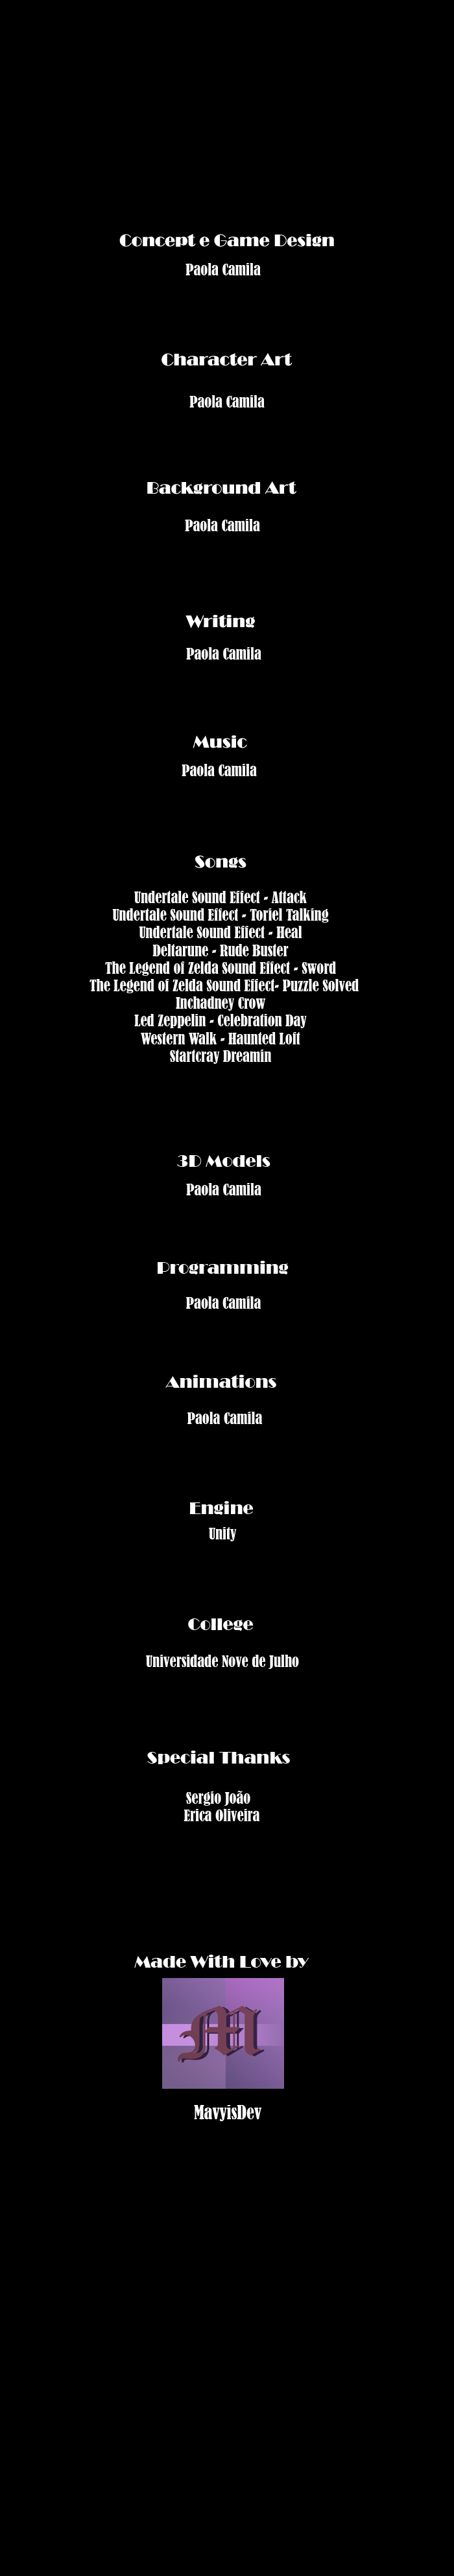 Concept e Game Design
Paola Camila
Character Art
Paola Camila
Background Art
Paola Camila
Writing
Paola Camila
Music
Paola Camila
Songs
Undertale Sound Effect - Attack
Undertale Sound Effect - Toriel Talking
Undertale Sound Effect - Heal
Deltarune - Rude Buster
The Legend of Zelda Sound Effect - Sword
The Legend of Zelda Sound Effect- Puzzle Solved
Inchadney Crow
Led Zeppelin - Celebration Day
Western Walk - Haunted Loft
Startcray Dreamin
3D Models
Paola Camila
Programming
Paola Camila
Animations
Paola Camila
Engine
Unity
College
Universidade Nove de Julho
Special Thanks
Sergio João
Erica Oliveira
Made With Love by
M
MavyisDev